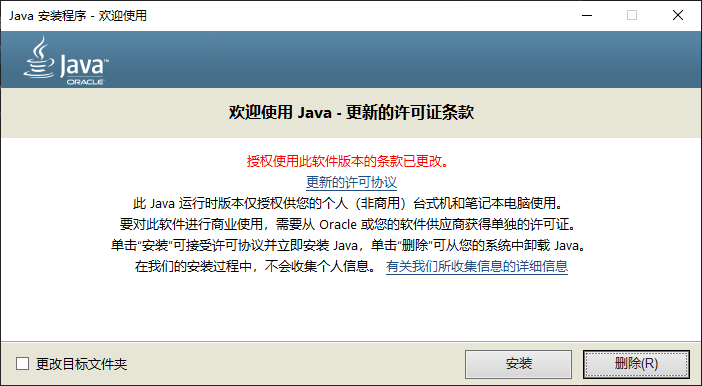 Java 安装程序 - 欢迎使用
Java™
ORACLE
欢迎使用 Java - 更新的许可证条款
授权使用此软件版本的条款已更改。
更新的许可协议
此 Java 运行时版本仅授权供您的个人（非商用）台式机和笔记本电脑使用。
要对此软件进行商业使用，需要从 Oracle 或您的软件供应商获得单独的许可证。
单击“安装”可接受许可协议并立即安装 Java，单击“删除”可从您的系统中卸载 Java。
在我们的安装过程中，不会收集个人信息。 有关我们所收集信息的详细信息
更改目标文件夹 安装 删除(R)